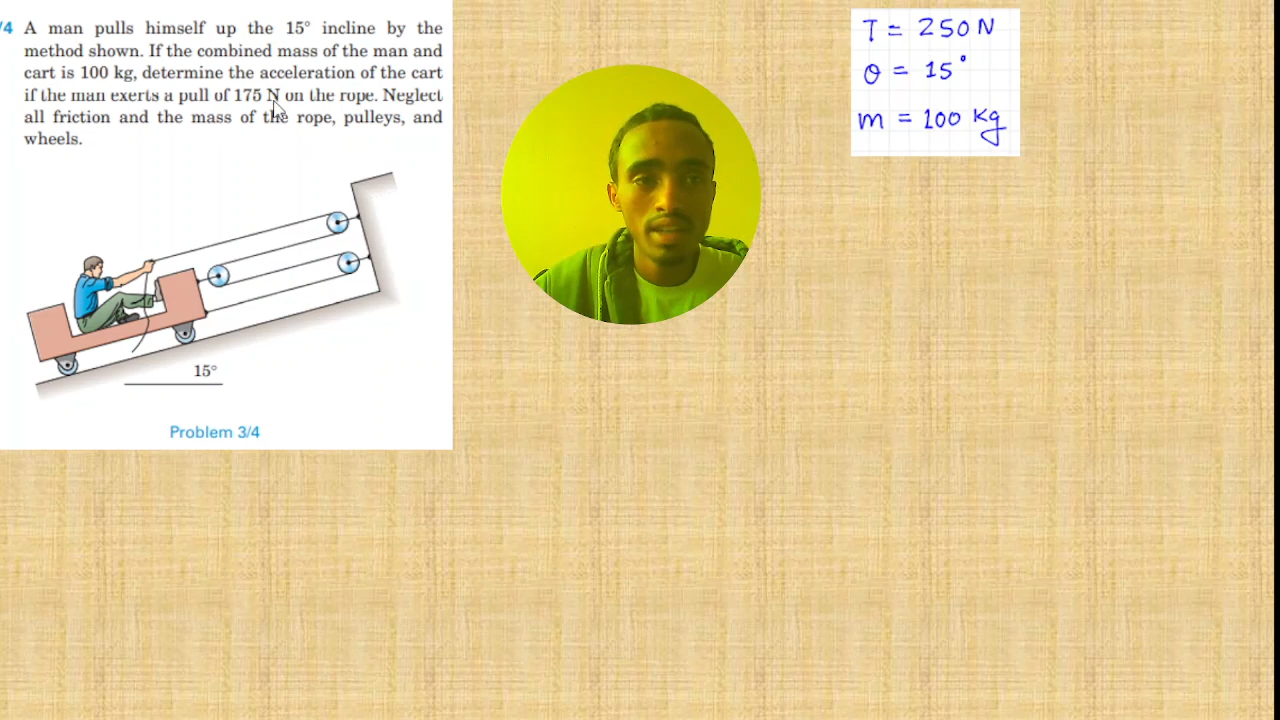 /4 A man pulls himself up the 15° incline by the
method shown. If the combined mass of the man and
cart is 100 kg, determine the acceleration of the cart
if the man exerts a pull of 175 N on the rope. Neglect
all friction and the mass of the rope, pulleys, and
wheels.
15°
Problem 3/4
T = 250 N
θ = 15°
m = 100 kg